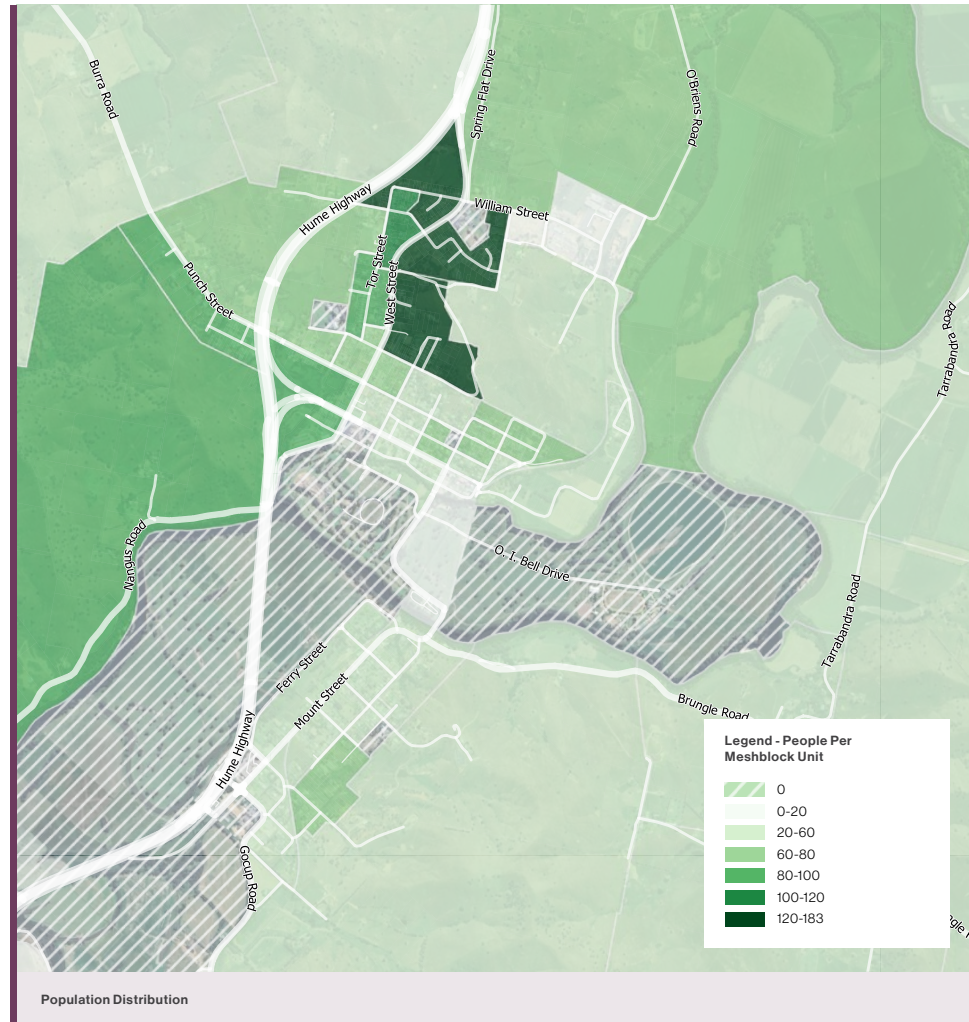 Burra Road
Spring Flat Drive
O'Briens Road
Hume Highway
William Street
Tor Street
West Street
Punch Street
Tarrabandra Road
Nangus Road
O. I. Bell Drive
Tarrabandra Road
Ferry Street
Mount Street
Brungle Road
Hume Highway
Gocup Road
Legend - People Per
Meshblock Unit
0
0-20
20-60
60-80
80-100
100-120
120-183
Population Distribution